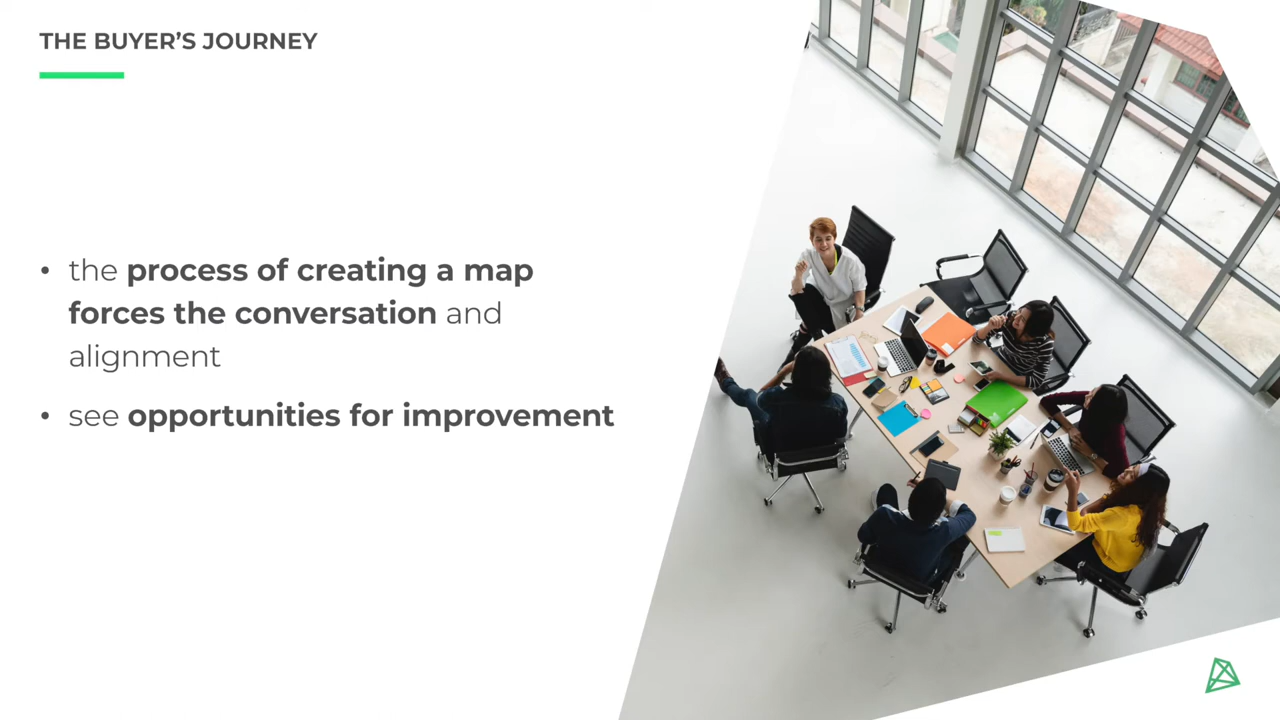 THE BUYER’S JOURNEY
• the process of creating a map
forces the conversation and
alignment
• see opportunities for improvement